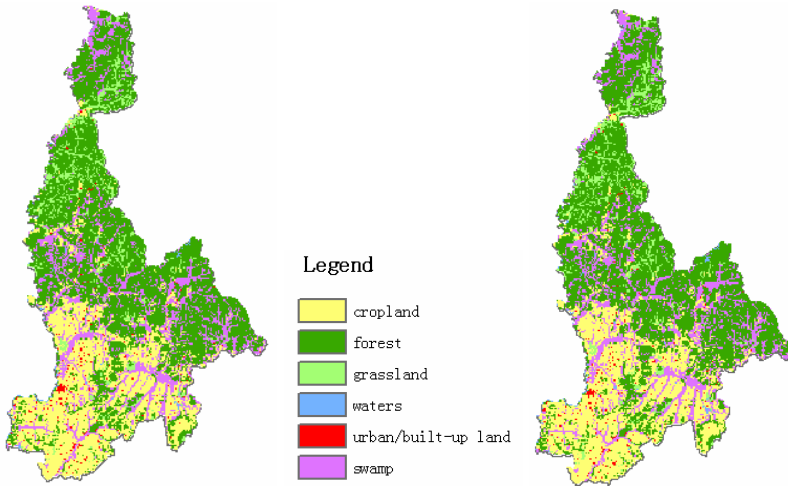 Legend
cropland
forest
grassland
waters
urban/built-up land
swamp